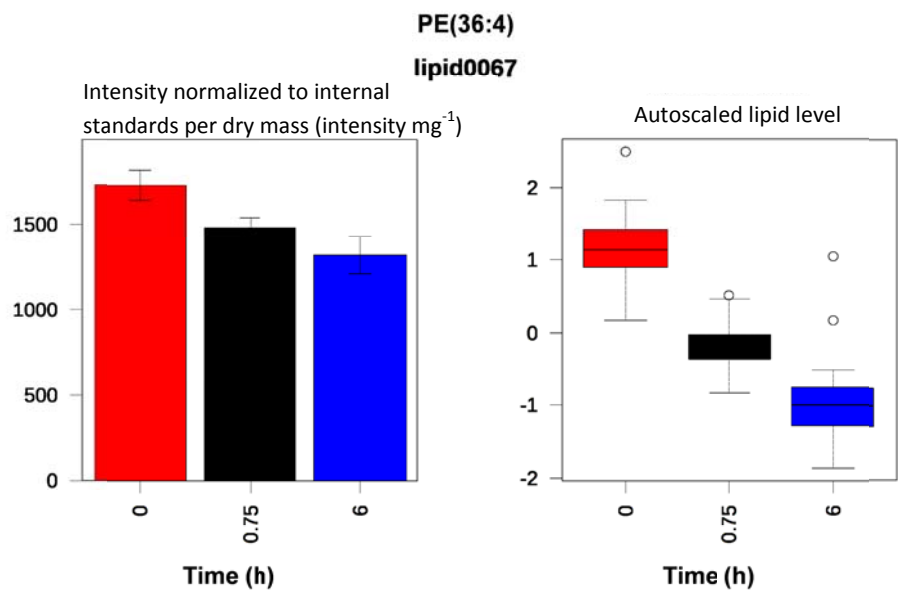 PE(36:4)
lipid0067
Intensity normalized to internal
standards per dry mass (intensity mg⁻¹)
1500
1000
500
0
0
0.75
6
Time (h)
Autoscaled lipid level
2
1
0
-1
-2
0
0.75
6
Time (h)